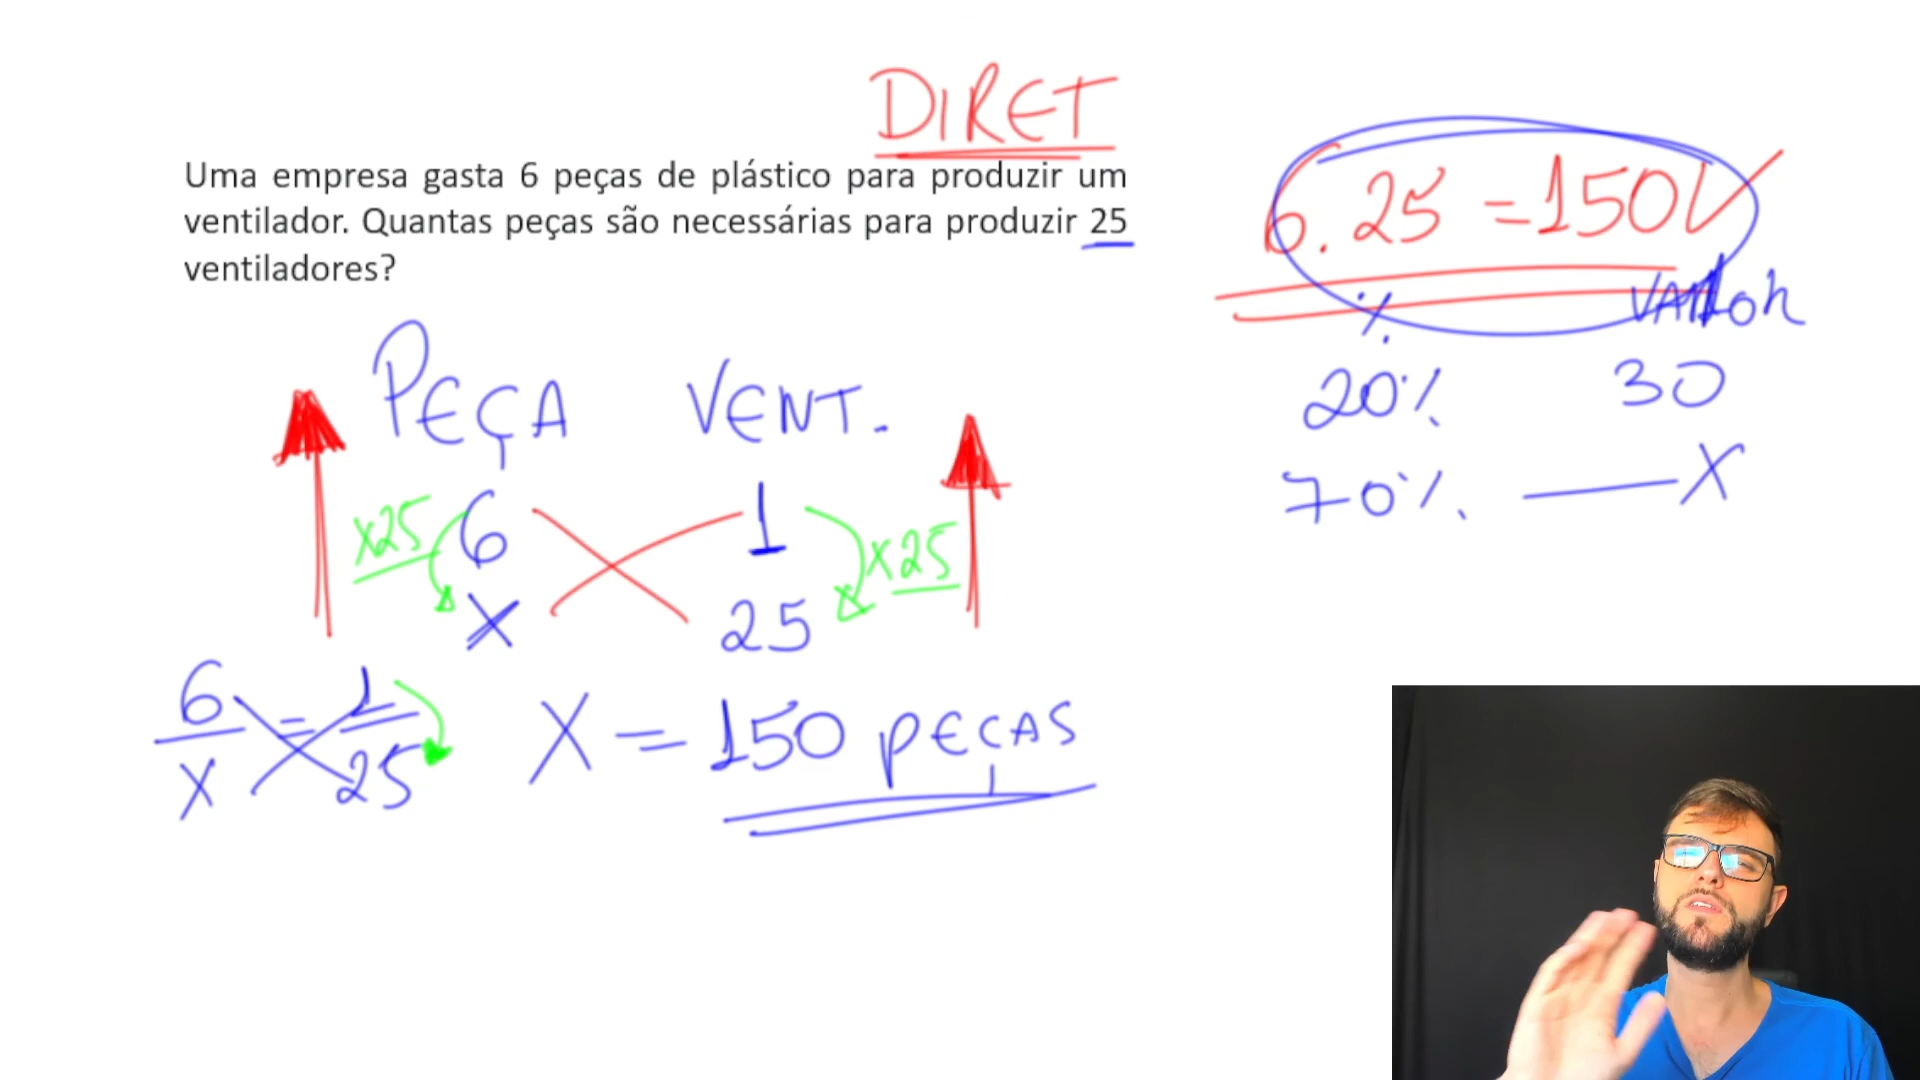 DIRET
Uma empresa gasta 6 peças de plástico para produzir um
ventilador. Quantas peças são necessárias para produzir 25
ventiladores?
6.25 = 150
% VALOR
20% 30
70% X
PEÇA VENT.
x25 6 1 x25
X 25
6 = 1
X 25
X = 150 PEÇAS